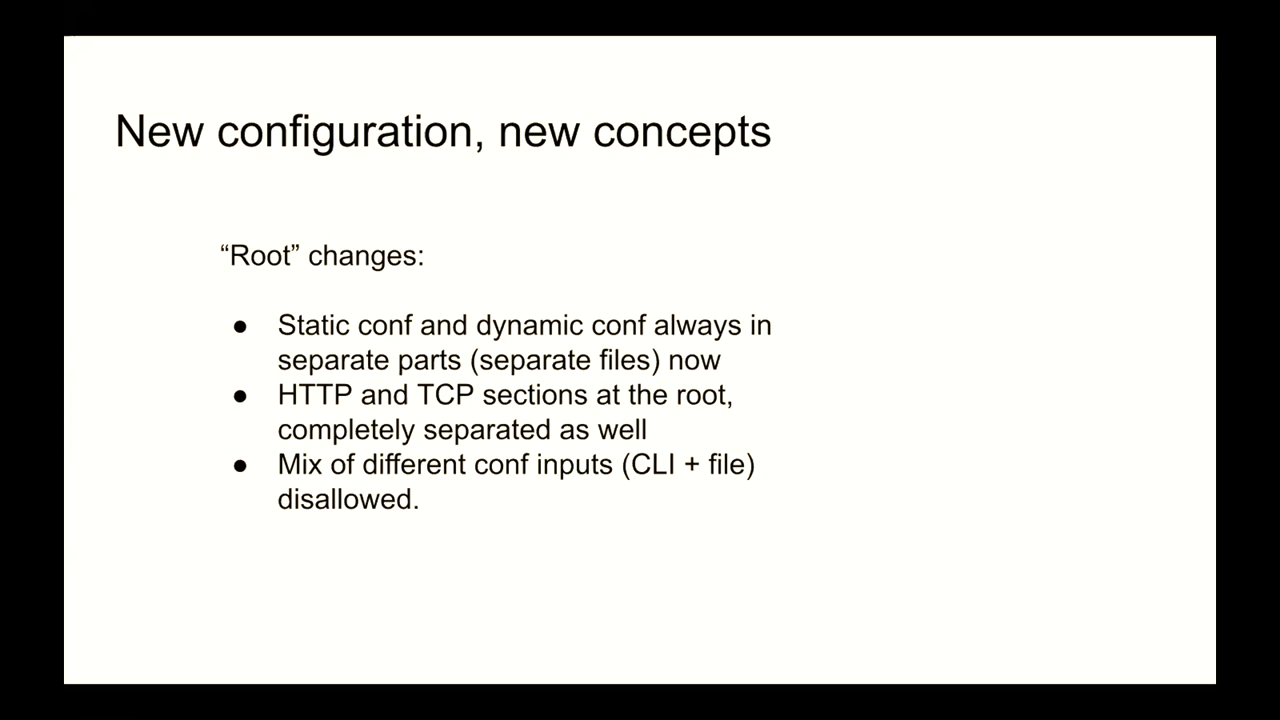 New configuration, new concepts
“Root” changes:
● Static conf and dynamic conf always in
separate parts (separate files) now
● HTTP and TCP sections at the root,
completely separated as well
● Mix of different conf inputs (CLI + file)
disallowed.